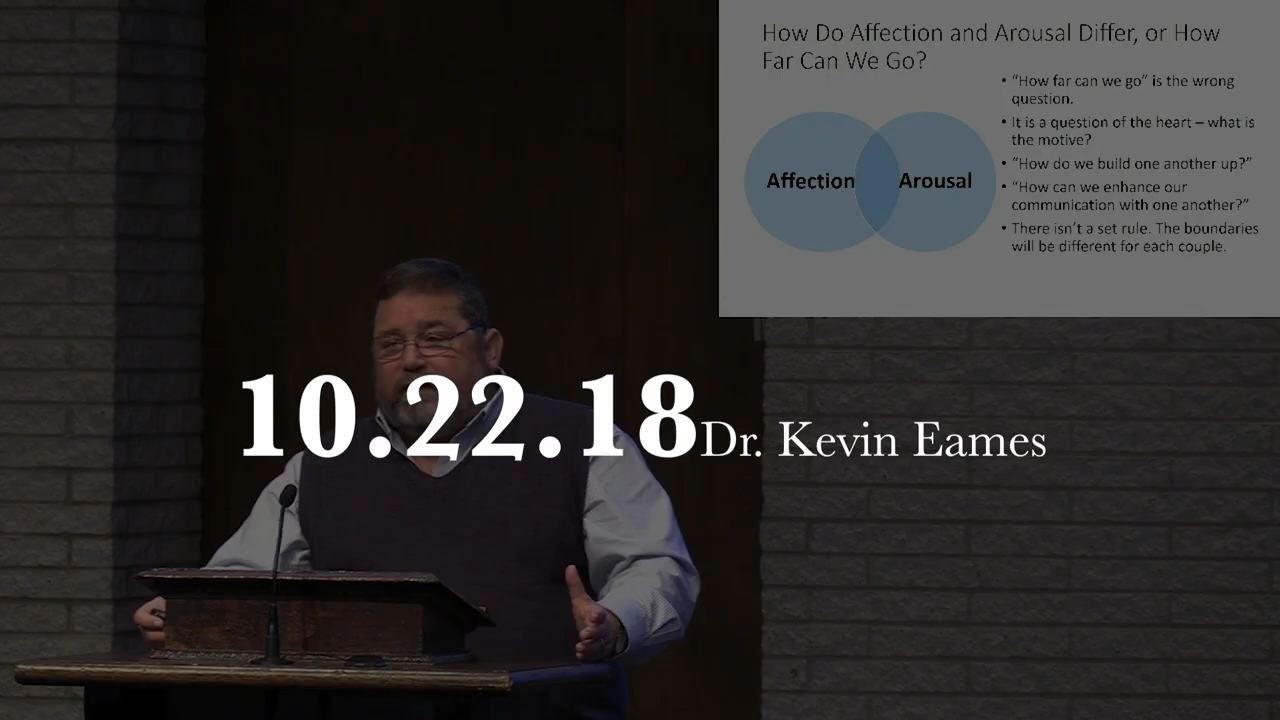 How Do Affection and Arousal Differ, or How
Far Can We Go?
• “How far can we go” is the wrong
question.
• It is a question of the heart – what is
the motive?
• “How do we build one another up?”
• “How can we enhance our
communication with one another?”
• There isn’t a set rule. The boundaries
will be different for each couple.
Affection
Arousal
10.22.18 Dr. Kevin Eames